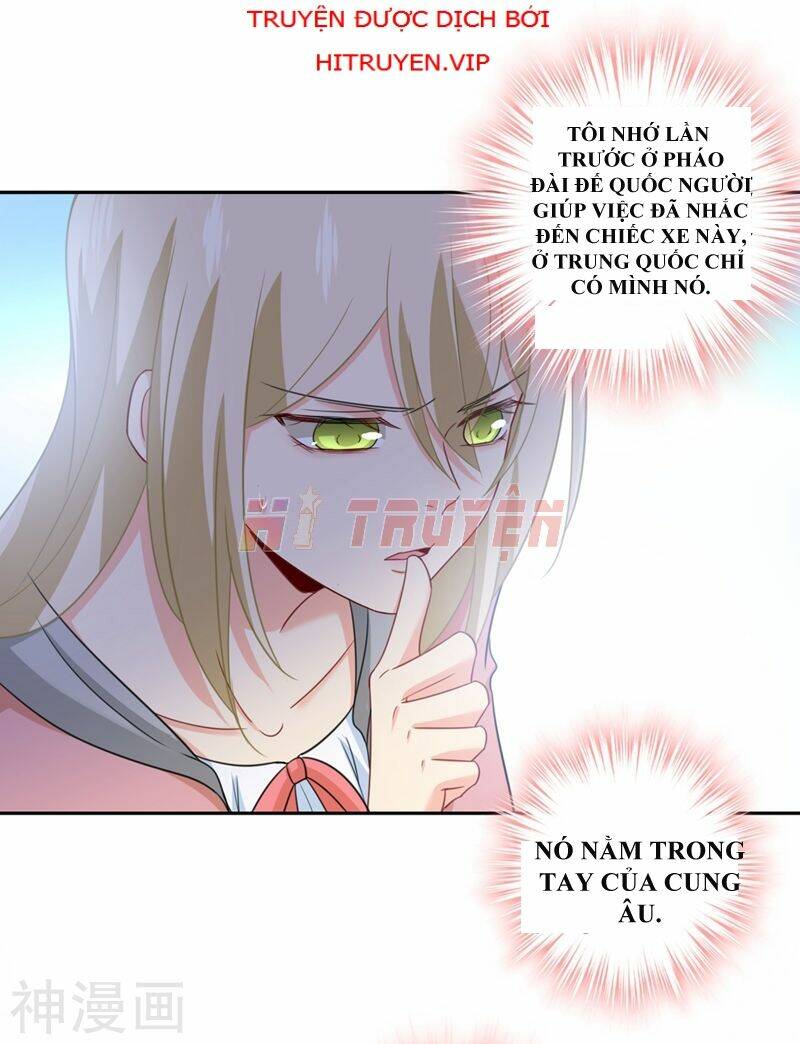 TRUYỆN ĐƯỢC DỊCH BỞI
HITRUYEN.VIP
TÔI NHỚ LẦN
TRƯỚC Ở PHÁO
ĐÀI ĐẾ QUỐC NGƯỜI
GIÚP VIỆC ĐÃ NHẮC
ĐẾN CHIẾC XE NÀY,
Ở TRUNG QUỐC CHỈ
CÓ MÌNH NÓ.
HI TRUYỆN
NÓ NẰM TRONG
TAY CỦA CUNG
ÂU.
神漫画